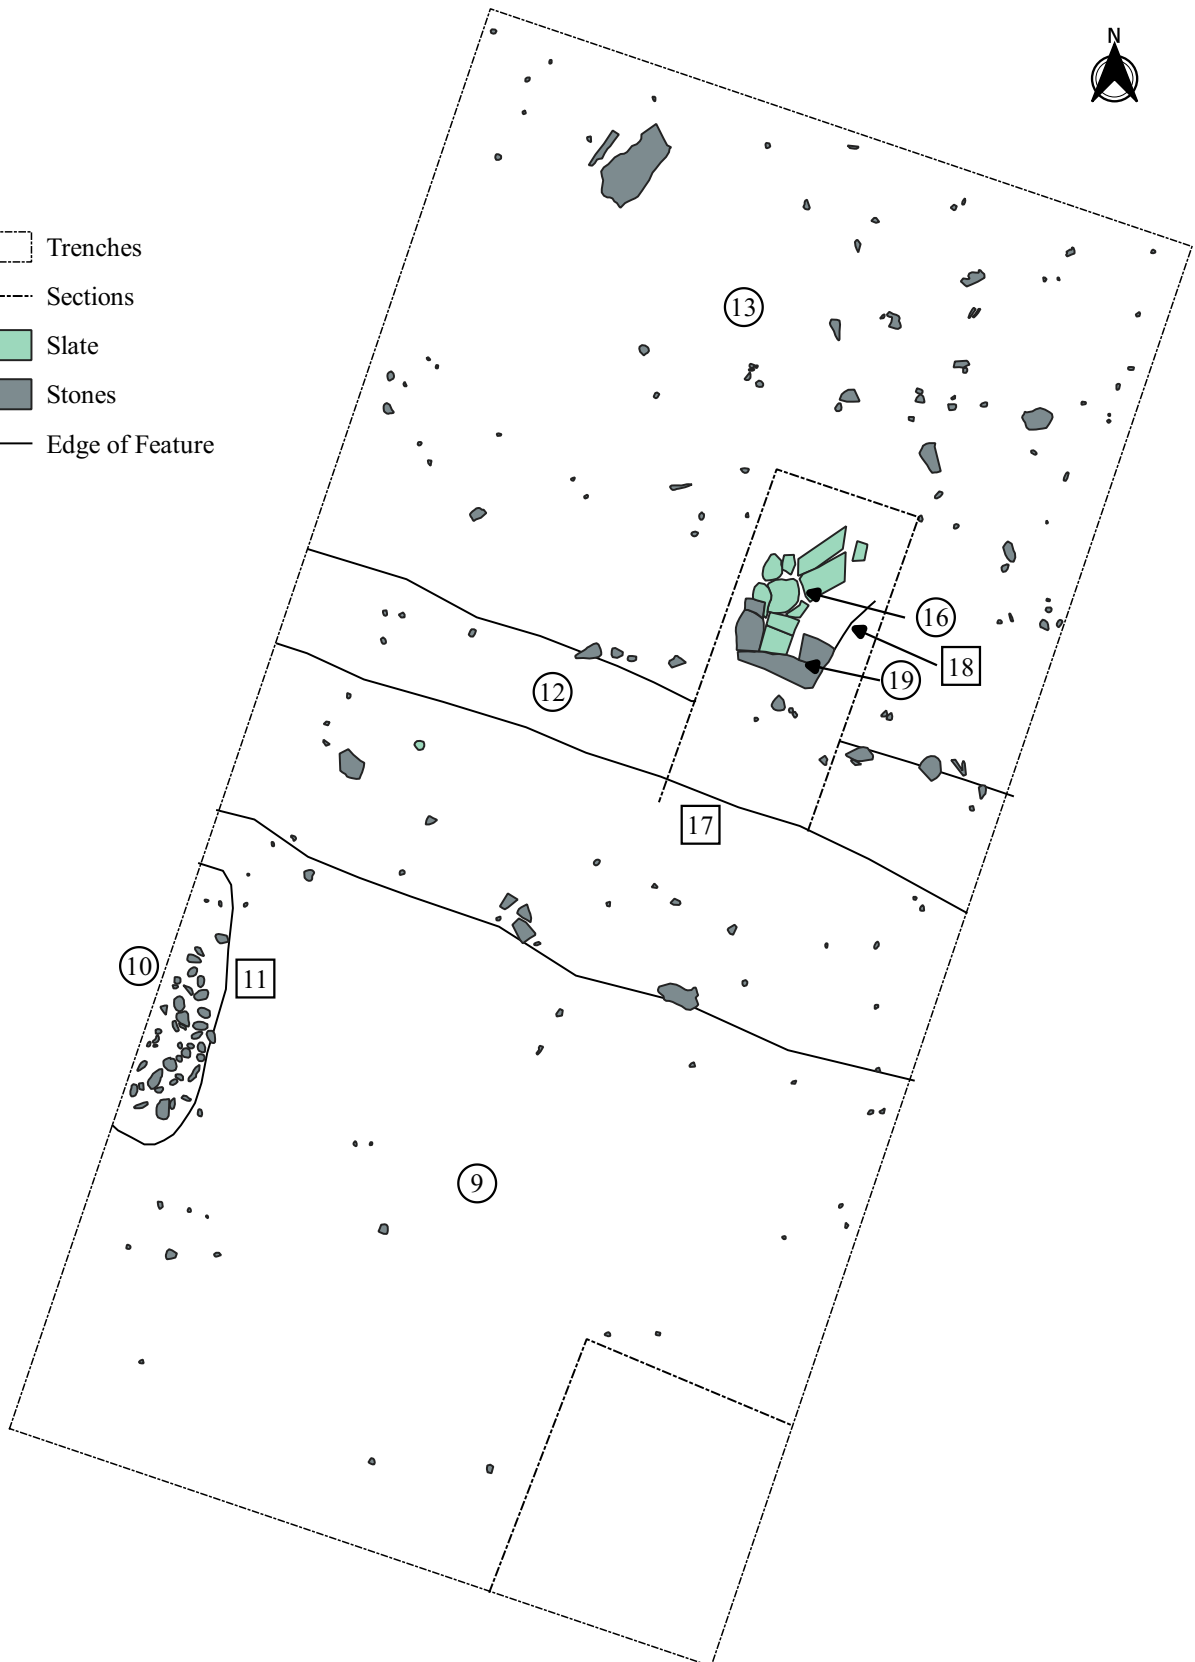 N
Trenches
Sections
Slate
Stones
Edge of Feature
13
16
18
19
12
17
10
11
9